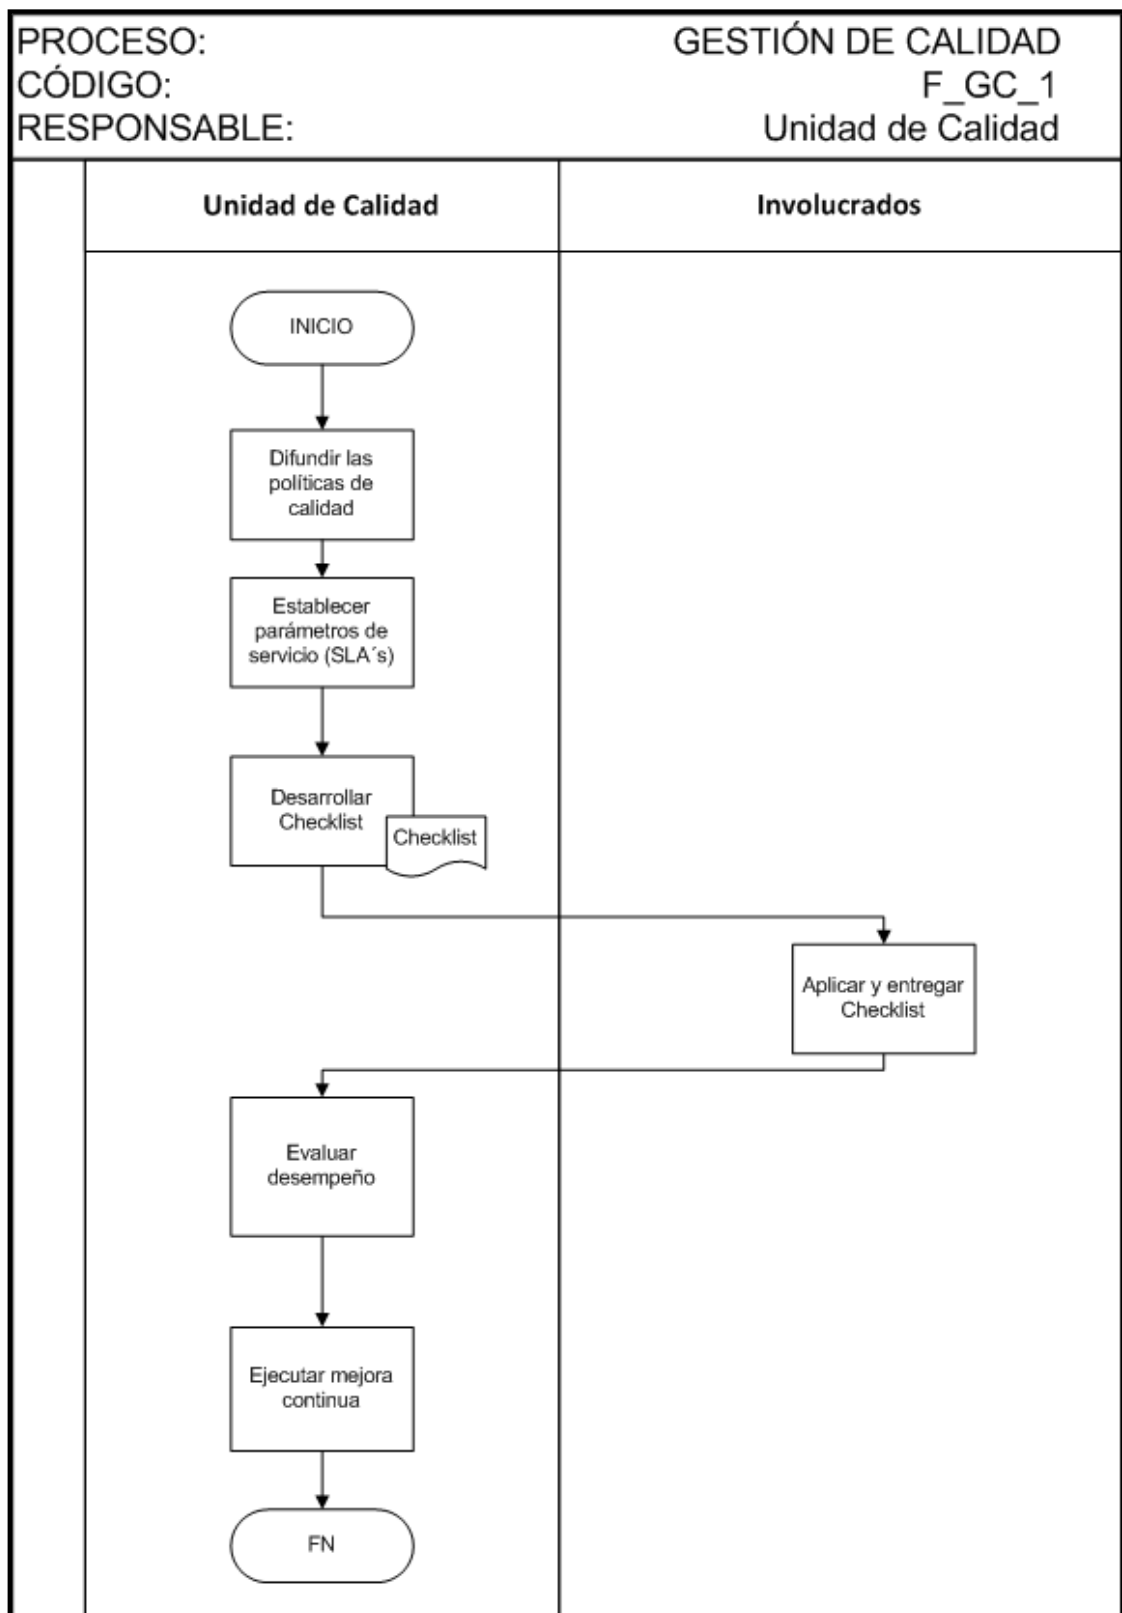 PROCESO: GESTIÓN DE CALIDAD
CÓDIGO: F_GC_1
RESPONSABLE: Unidad de Calidad
Unidad de Calidad Involucrados
INICIO
Difundir las
políticas de
calidad
Establecer
parámetros de
servicio (SLA´s)
Desarrollar
Checklist
Checklist
Aplicar y entregar
Checklist
Evaluar
desempeño
Ejecutar mejora
continua
FN